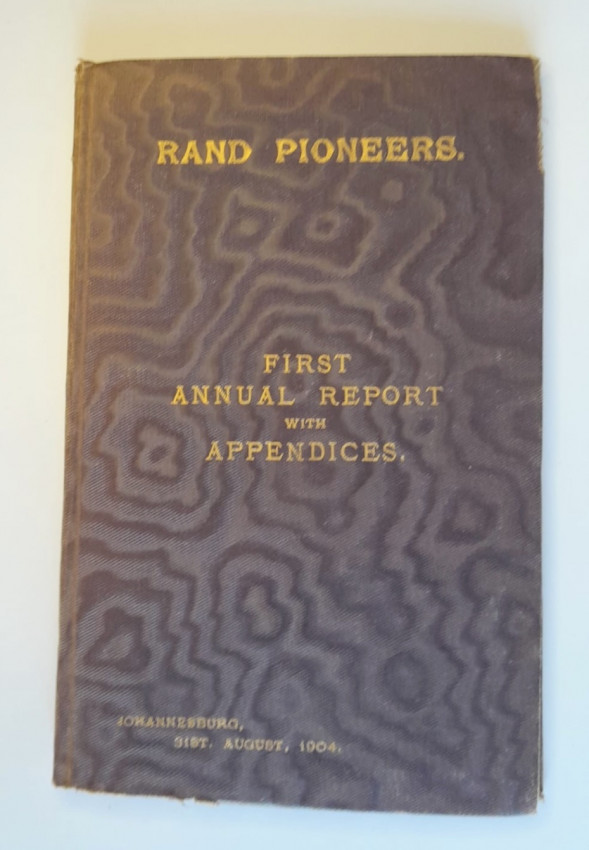 RAND PIONEERS.
FIRST
ANNUAL REPORT
WITH
APPENDICES.
JOHANNESBURG,
31ST. AUGUST, 1904.